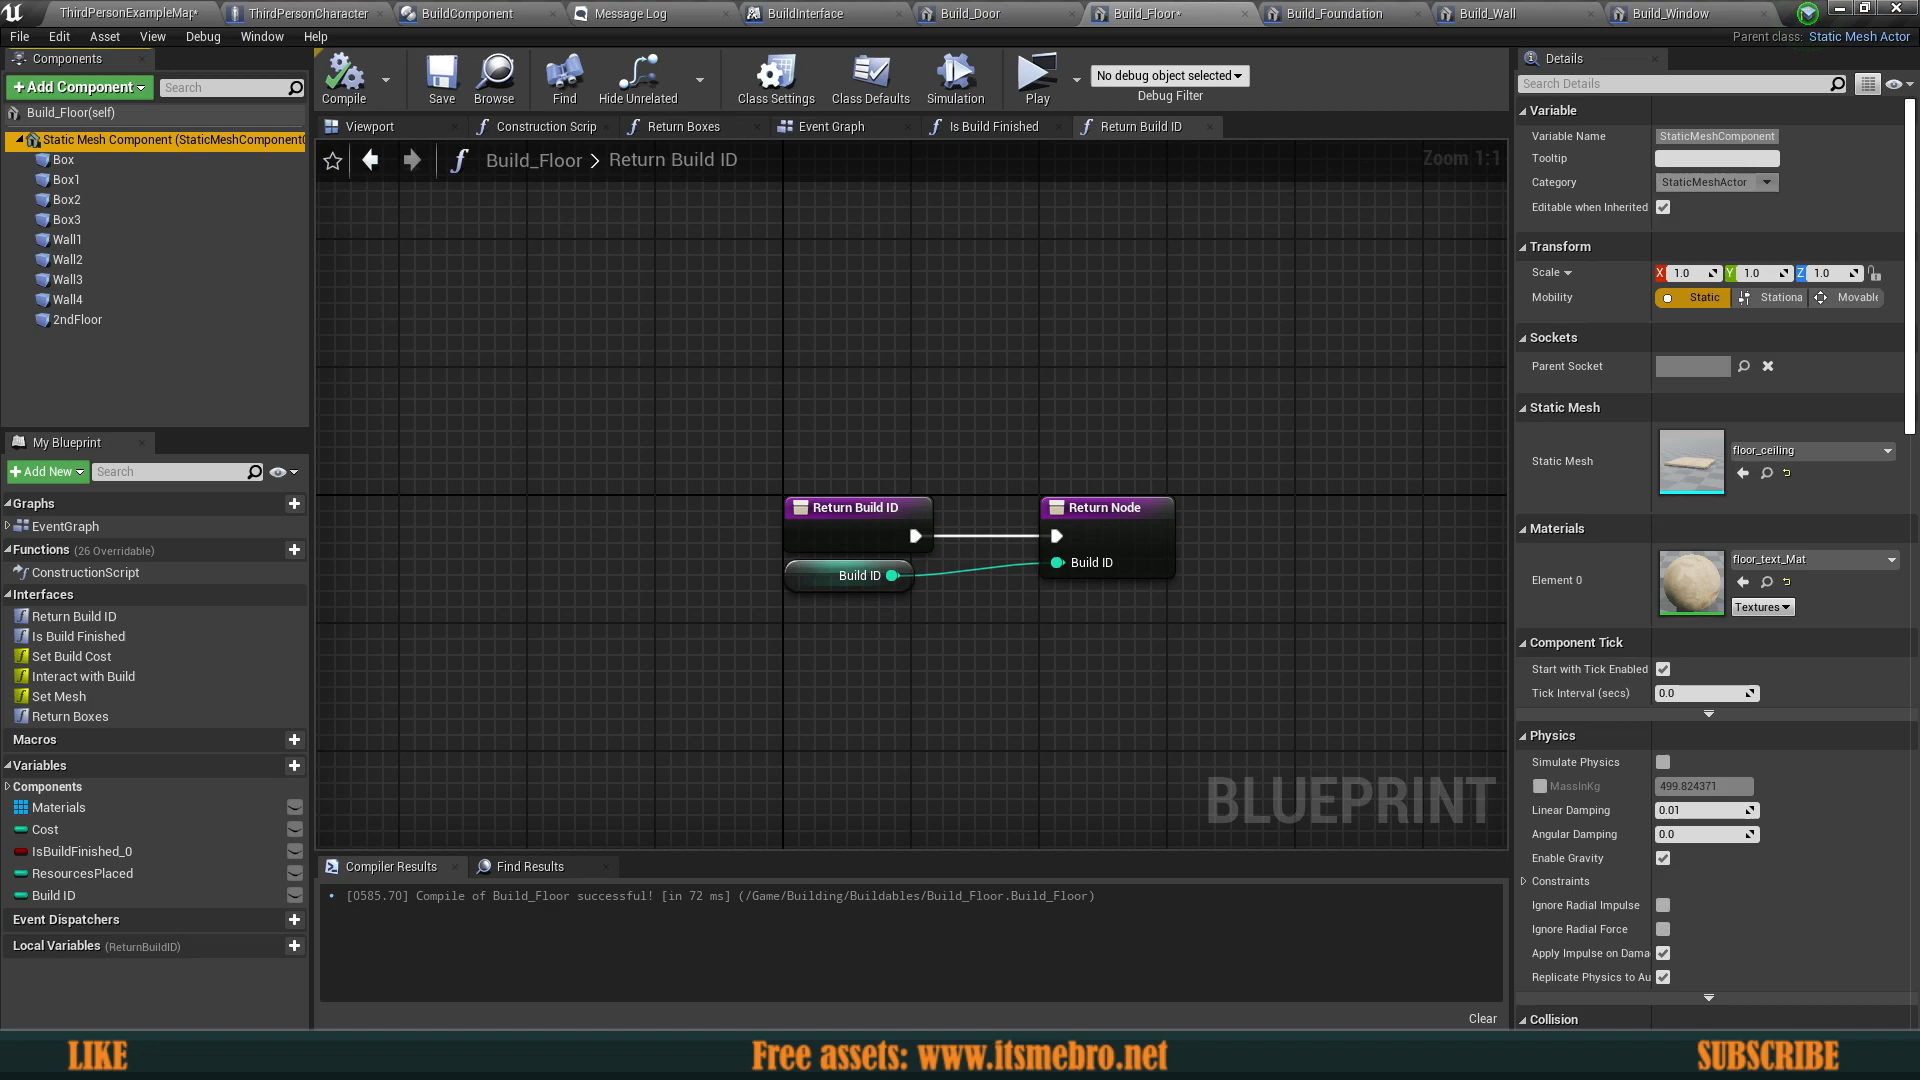 ThirdPersonExampleMap*
ThirdPersonCharacter
BuildComponent
Message Log
BuildInterface
Build_Door
Build_Floor*
Build_Foundation
Build_Wall
Build_Window
File Edit Asset View Debug Window Help
Parent class: Static Mesh Actor
Components
+Add Component
Search
Build_Floor(self)
Static Mesh Component (StaticMeshComponent0
Box
Box1
Box2
Box3
Wall1
Wall2
Wall3
Wall4
2ndFloor
My Blueprint
+Add New
Search
Graphs
EventGraph
Functions (26 Overridable)
ConstructionScript
Interfaces
Return Build ID
Is Build Finished
Set Build Cost
Interact with Build
Set Mesh
Return Boxes
Macros
Variables
Components
Materials
Cost
IsBuildFinished_0
ResourcesPlaced
Build ID
Event Dispatchers
Local Variables (ReturnBuildID)
Compile
Save
Browse
Find
Hide Unrelated
Class Settings
Class Defaults
Simulation
Play
No debug object selected
Debug Filter
Viewport
Construction Scrip
Return Boxes
Event Graph
Is Build Finished
Return Build ID
Build_Floor > Return Build ID
Zoom 1:1
Return Build ID
Build ID
Return Node
Build ID
BLUEPRINT
Compiler Results
Find Results
[0585.70] Compile of Build_Floor successful! [in 72 ms] (/Game/Building/Buildables/Build_Floor.Build_Floor)
Clear
Details
Search Details
Variable
Variable Name StaticMeshComponent
Tooltip
Category StaticMeshActor
Editable when Inherited
Transform
Scale X 1.0 Y 1.0 Z 1.0
Mobility Static Stationa Movable
Sockets
Parent Socket
Static Mesh
Static Mesh floor_ceiling
Materials
Element 0 floor_text_Mat
Textures
Component Tick
Start with Tick Enabled
Tick Interval (secs) 0.0
Physics
Simulate Physics
MassInKg 499.824371
Linear Damping 0.01
Angular Damping 0.0
Enable Gravity
Constraints
Ignore Radial Impulse
Ignore Radial Force
Apply Impulse on Dama
Replicate Physics to Au
Collision
LIKE
Free assets: www.itsmebro.net
SUBSCRIBE